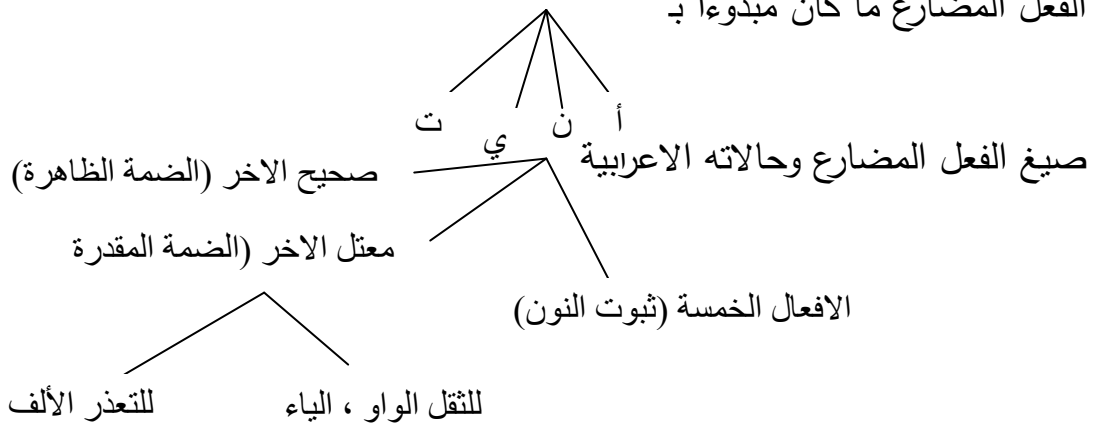 الفعل المضارع ما كان مبدوءا بـ
أ ن ي ت
صيغ الفعل المضارع وحالاته الاعرابية
صحيح الاخر (الضمة الظاهرة)
معتل الاخر (الضمة المقدرة
الافعال الخمسة (ثبوت النون)
للثقل الواو ، الياء
للتعذر الألف